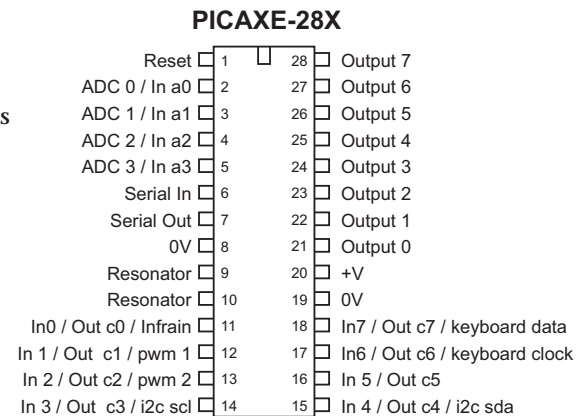 PICAXE-28X
Reset 1 28 Output 7
ADC 0 / In a0 2 27 Output 6
s ADC 1 / In a1 3 26 Output 5
ADC 2 / In a2 4 25 Output 4
ADC 3 / In a3 5 24 Output 3
Serial In 6 23 Output 2
Serial Out 7 22 Output 1
0V 8 21 Output 0
Resonator 9 20 +V
Resonator 10 19 0V
In0 / Out c0 / Infrain 11 18 In7 / Out c7 / keyboard data
In 1 / Out c1 / pwm 1 12 17 In6 / Out c6 / keyboard clock
In 2 / Out c2 / pwm 2 13 16 In 5 / Out c5
In 3 / Out c3 / i2c scl 14 15 In 4 / Out c4 / i2c sda